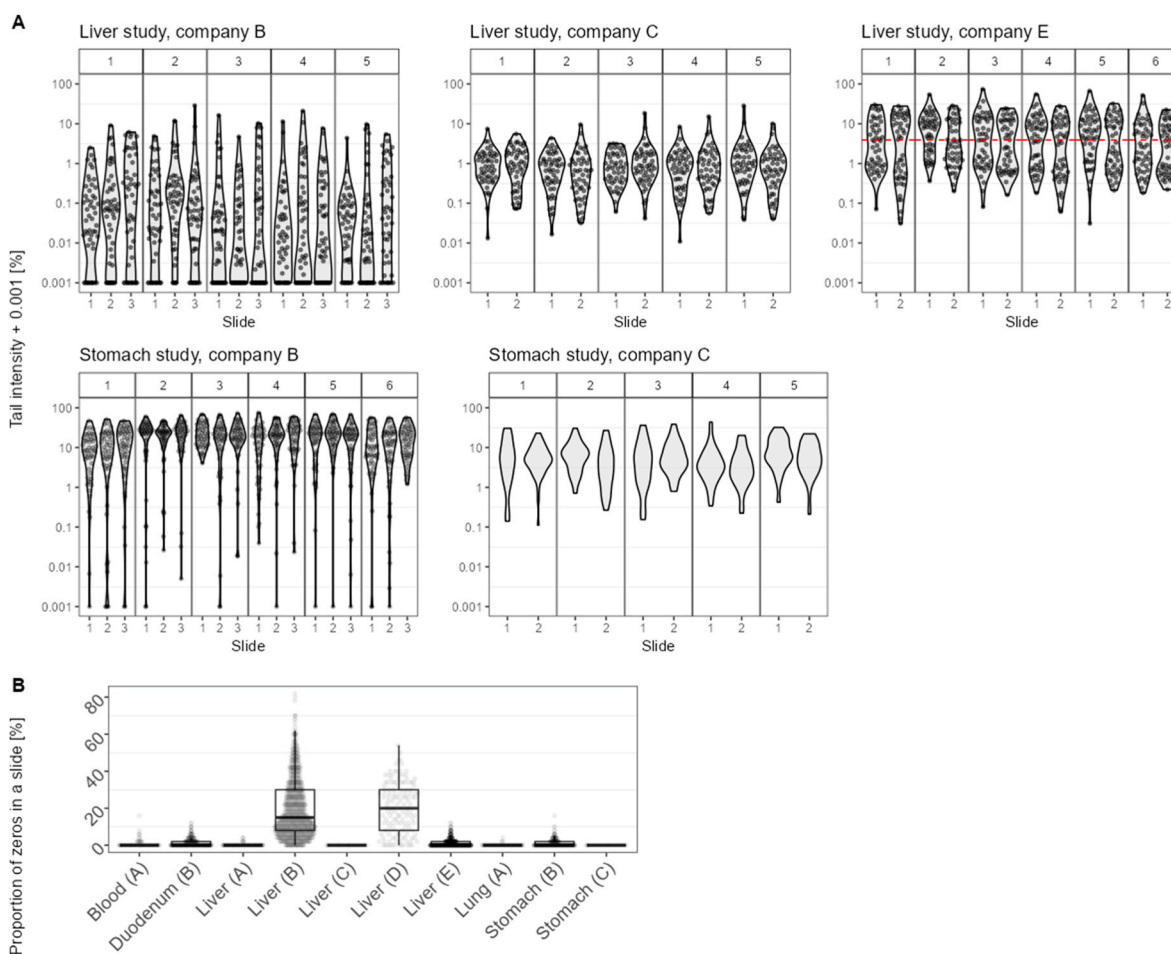 A
Liver study, company B
Liver study, company C
Liver study, company E
1 2 3 4 5
1 2 3 4 5
1 2 3 4 5 6
Tail intensity + 0.001 [%]
100
10
1
0.1
0.01
0.001
100
10
1
0.1
0.01
0.001
100
10
1
0.1
0.01
0.001
1 2 3 1 2 3 1 2 3 1 2 3 1 2 3
1 2 1 2 1 2 1 2 1 2
1 2 1 2 1 2 1 2 1 2 1 2
Slide
Slide
Slide
Stomach study, company B
Stomach study, company C
1 2 3 4 5 6
1 2 3 4 5
100
10
1
0.1
0.01
0.001
100
10
1
0.1
0.01
0.001
1 2 3 1 2 3 1 2 3 1 2 3 1 2 3 1 2 3
1 2 1 2 1 2 1 2 1 2
Slide
Slide
B
Proportion of zeros in a slide [%]
80
60
40
20
0
Blood (A)
Duodenum (B)
Liver (A)
Liver (B)
Liver (C)
Liver (D)
Liver (E)
Lung (A)
Stomach (B)
Stomach (C)